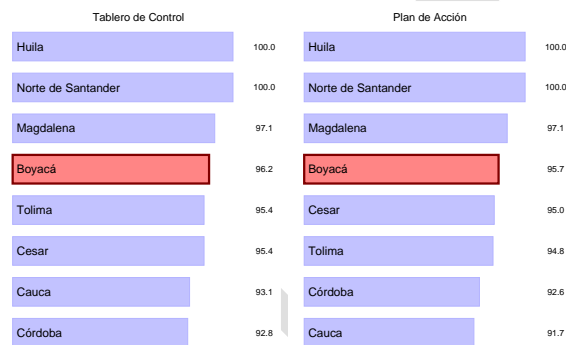 Tablero de Control
Huila 100.0
Norte de Santander 100.0
Magdalena 97.1
Boyacá 96.2
Tolima 95.4
Cesar 95.4
Cauca 93.1
Córdoba 92.8
Plan de Acción
Huila 100.0
Norte de Santander 100.0
Magdalena 97.1
Boyacá 95.7
Cesar 95.0
Tolima 94.8
Córdoba 92.6
Cauca 91.7